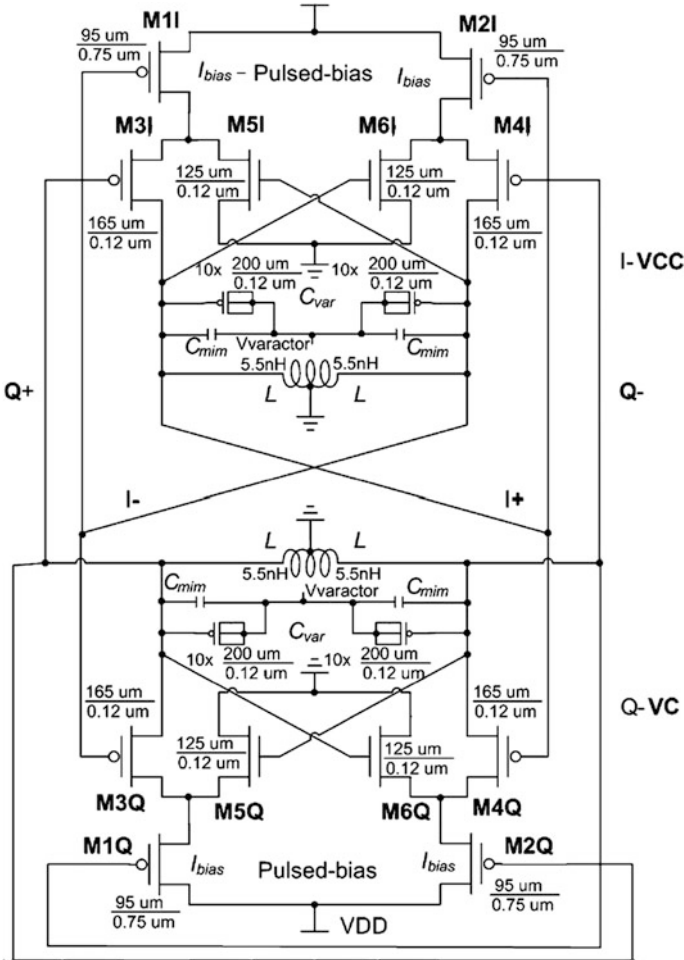 M1I
M2I
95 um
0.75 um
95 um
0.75 um
Ibias - Pulsed-bias
Ibias
M3I
M5I
M6I
M4I
125 um
0.12 um
125 um
0.12 um
165 um
0.12 um
165 um
0.12 um
I-VCC
10x 200 um
0.12 um
10x 200 um
0.12 um
Cvar
Cmim
Vvaractor
Cmim
5.5nH
5.5nH
Q+
L
L
Q-
I-
I+
L
L
5.5nH
5.5nH
Cmim
Vvaractor
Cmim
Cvar
10x 200 um
0.12 um
10x 200 um
0.12 um
165 um
0.12 um
165 um
0.12 um
Q-VC
125 um
0.12 um
125 um
0.12 um
M3Q
M5Q
M6Q
M4Q
M1Q
M2Q
Ibias
Pulsed-bias
Ibias
95 um
0.75 um
95 um
0.75 um
VDD